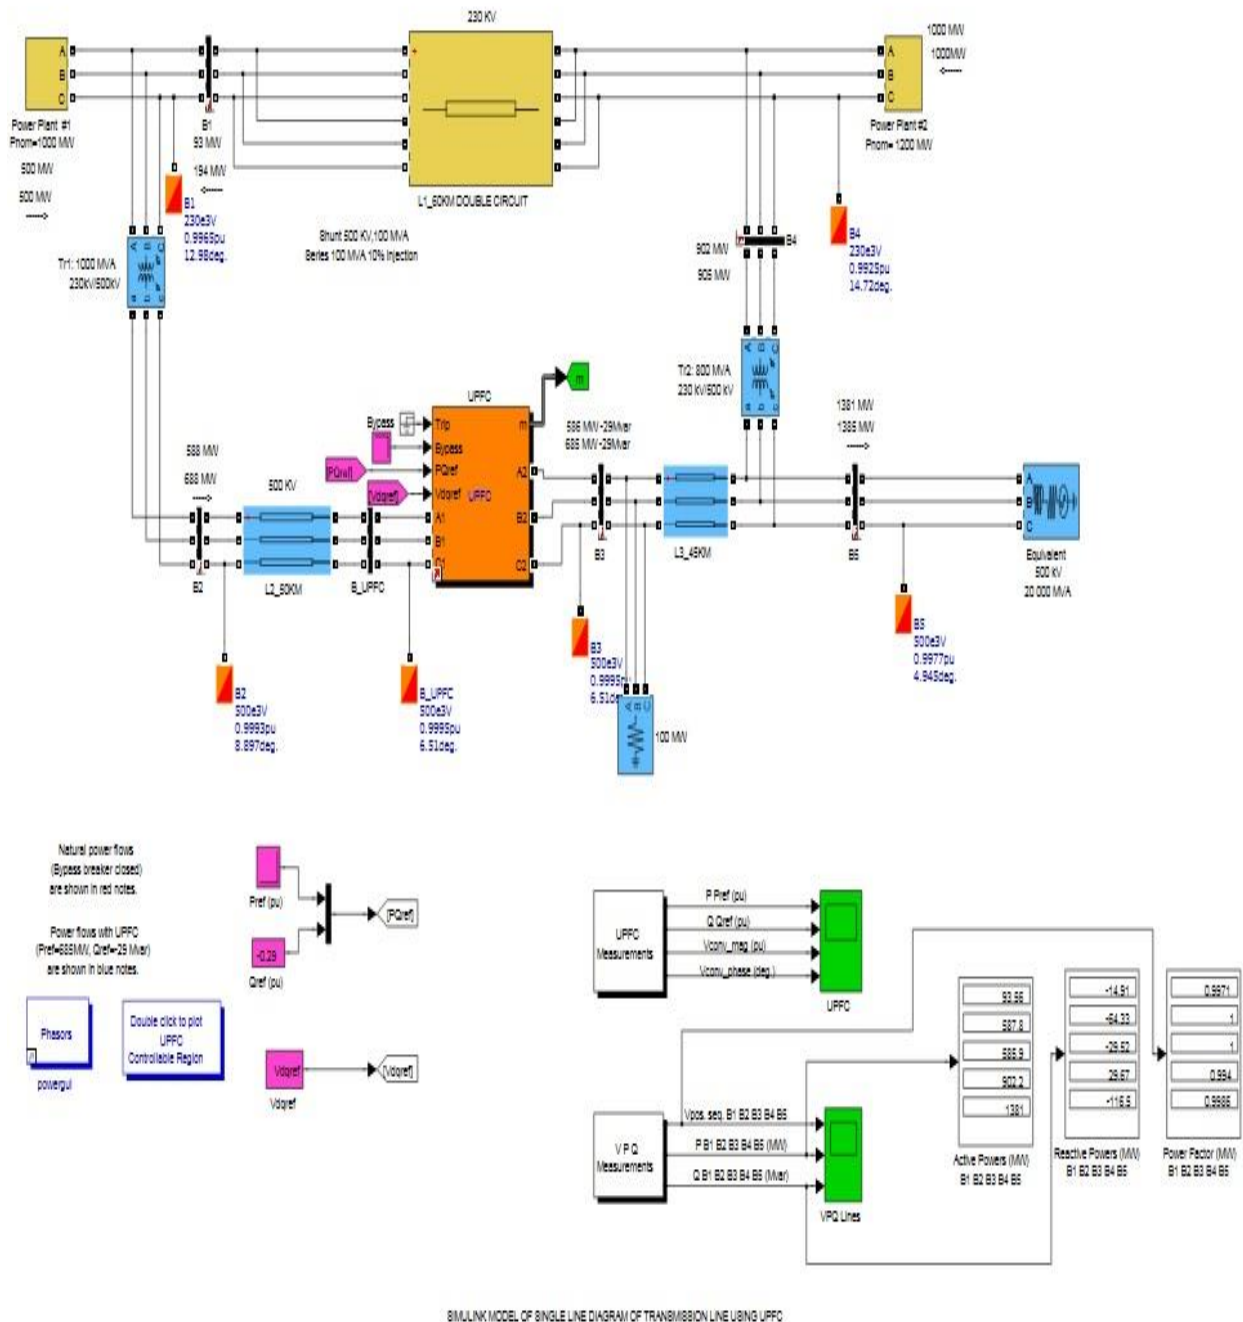 230 KV
1000 MW
1000MW
<------
A
B
C
Power Plant #1
Pnom=1000 MW
500 MW
500 MW
------>
B1
93 MW
194 MW
<------
+
L1_60KM DOUBLE CIRCUIT
A
B
C
Power Plant #2
Pnom= 1200 MW
B1
230e3V
0.9965pu
12.98deg.
Shunt 500 KV,100 MVA
Series 100 MVA 10% Injection
B4
902 MW
905 MW
B4
230e3V
0.9925pu
14.72deg.
A B C
a b c
Tr1: 1000 MVA
230kV/500kV
A B C
a b c
Tr2: 800 MVA
230 kV/500 kV
m
UPFC
Bypass
[PQref]
[Vdqref]
Trip
Bypass
PQref
Vdqref
A1
B1
C1
m
A2
B2
C2
UPFC
586 MW -29Mvar
685 MW -29Mvar
1381 MW
1385 MW
------>
588 MW
688 MW
------>
500 KV
B2
L2_50KM
B_UPFC
B3
L3_45KM
B5
A
B
C
Equivalent
500 kV
20 000 MVA
B2
500e3V
0.9993pu
8.897deg.
B_UPFC
500e3V
0.9995pu
6.51deg.
B3
500e3V
0.9995p
6.51deg
A B C
100 MW
B5
500e3V
0.9977pu
4.945deg.
Natural power flows
(Bypass breaker closed)
are shown in red notes.
Power flows with UPFC
(Pref=685MW, Qref=-29 Mvar)
are shown in blue notes.
Pref (pu)
-0.29
Qref (pu)
[PQref]
Phasors
powergui
Double click to plot
UPFC
Controllable Region
Vdqref
Vdqref
[Vdqref]
UPFC
Measurements
P Pref (pu)
Q Qref (pu)
Vconv_mag (pu)
Vconv_phase (deg.)
UPFC
V P Q
Measurements
Vpos. seq. B1 B2 B3 B4 B5
P B1 B2 B3 B4 B5 (MW)
Q B1 B2 B3 B4 B5 (Mvar)
VPQ Lines
93.96
587.8
585.9
902.2
1381
Active Powers (MW)
B1 B2 B3 B4 B5
-14.91
-64.33
-29.52
29.67
-116.5
Reactive Powers (MW)
B1 B2 B3 B4 B5
0.9971
1
1
0.994
0.9986
Power Factor (MW)
B1 B2 B3 B4 B5
SIMULINK MODEL OF SINGLE LINE DIAGRAM OF TRANSMISSION LINE USING UPFC